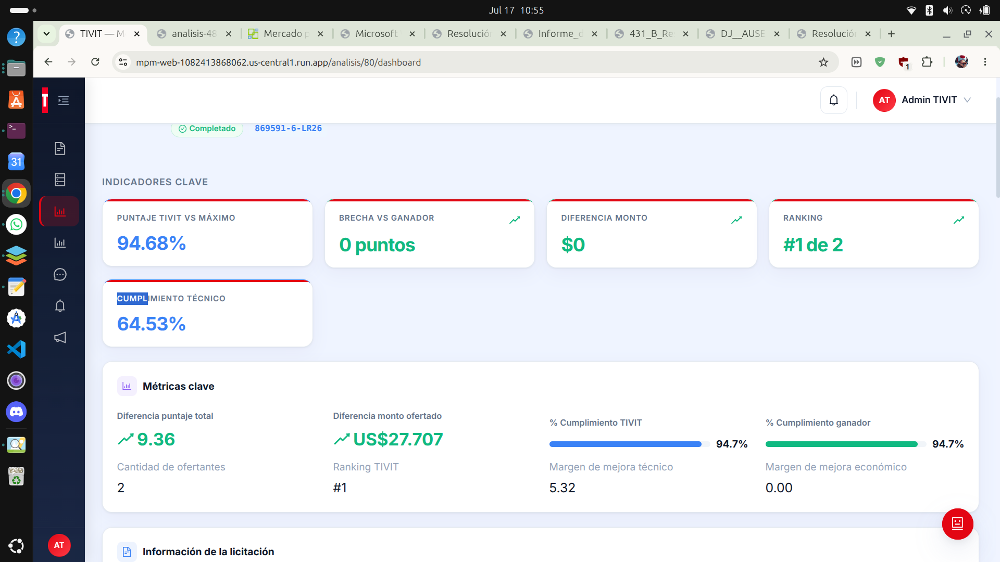 Jul 17 10:55
TIVIT — M
analisis-48
Mercado p
Microsoft
Resolución
Informe_d
431_B_Re
DJ__AUSE
Resolución
mpm-web-1082413868062.us-central1.run.app/analisis/80/dashboard
1
31
T
AT
Admin TIVIT
Completado
869591-6-LR26
INDICADORES CLAVE
PUNTAJE TIVIT VS MÁXIMO
94.68%
BRECHA VS GANADOR
0 puntos
DIFERENCIA MONTO
$0
RANKING
#1 de 2
CUMPLIMIENTO TÉCNICO
64.53%
Métricas clave
Diferencia puntaje total
9.36
Diferencia monto ofertado
US$27.707
% Cumplimiento TIVIT
94.7%
% Cumplimiento ganador
94.7%
Cantidad de ofertantes
2
Ranking TIVIT
#1
Margen de mejora técnico
5.32
Margen de mejora económico
0.00
Información de la licitación
AT